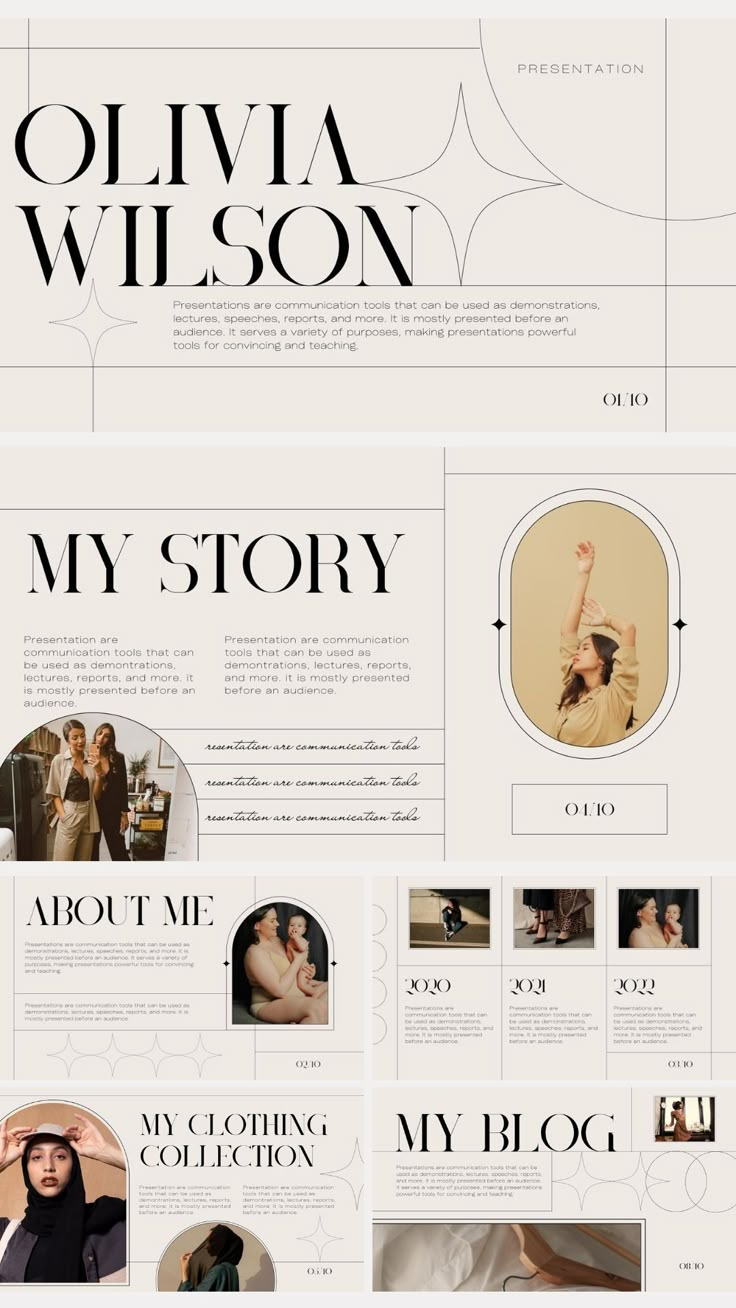 PRESENTATION
OLIVIA
WILSON
Presentations are communication tools that can be used as demonstrations,
lectures, speeches, reports, and more. It is mostly presented before an
audience. It serves a variety of purposes, making presentations powerful
tools for convincing and teaching.
01/10
MY STORY
Presentation are
communication tools that can
be used as demontrations,
lectures, reports, and more. it
is mostly presented before an
audience.
Presentation are communication
tools that can be used as
demontrations, lectures, reports,
and more. it is mostly presented
before an audience.
resentation are communication tools
resentation are communication tools
resentation are communication tools
04/10
ABOUT ME
Presentations are communication tools that can be used as
demonstrations, lectures, speeches, reports, and more. It is
mostly presented before an audience. It serves a variety of
purposes, making presentations powerful tools for convincing
and teaching.
Presentations are communication tools that can be used as
demonstrations, lectures, speeches, reports, and more. It is
mostly presented before an audience.
02/10
2020
Presentations are
communication tools that can
be used as demonstrations,
lectures, speeches, reports, and
more. It is mostly presented
before an audience.
2021
Presentations are
communication tools that can
be used as demonstrations,
lectures, speeches, reports, and
more. It is mostly presented
before an audience.
2022
Presentations are
communication tools that can
be used as demonstrations,
lectures, speeches, reports, and
more. It is mostly presented
before an audience.
03/10
MY CLOTHING
COLLECTION
Presentation are communication
tools that can be used as
demontrations, lectures, reports,
and more. it is mostly presented
before an audience.
Presentation are communication
tools that can be used as
demontrations, lectures, reports,
and more. it is mostly presented
before an audience.
05/10
MY BLOG
Presentations are communication tools that can be
used as demonstrations, lectures, speeches, reports,
and more. It is mostly presented before an audience.
It serves a variety of purposes, making presentations
powerful tools for convincing and teaching.
08/10